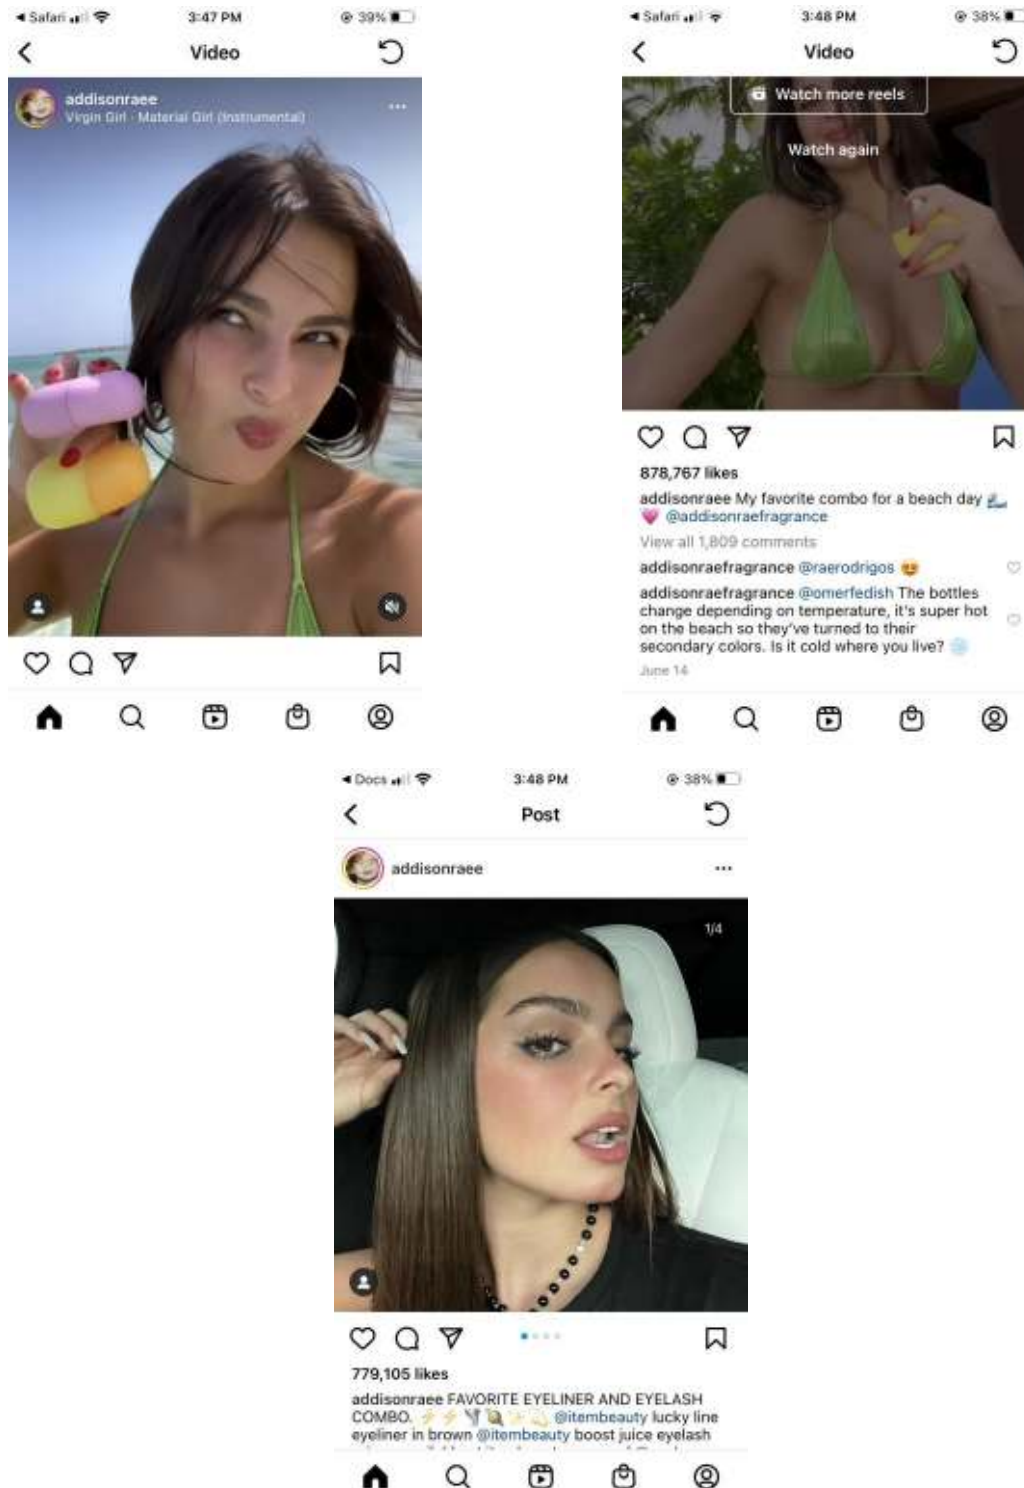 Safari
3:47 PM
39%
Video
addisonraee
Virgin Girl · Material Girl (Instrumental)
Safari
3:48 PM
38%
Video
Watch more reels
Watch again
878,767 likes
addisonraee My favorite combo for a beach day
@addisonraefragrance
View all 1,809 comments
addisonraefragrance @raerodrigos 😍
addisonraefragrance @omerfedish The bottles
change depending on temperature, it's super hot
on the beach so they've turned to their
secondary colors. Is it cold where you live?
June 14
Docs
3:48 PM
38%
Post
addisonraee
1/4
779,105 likes
addisonraee FAVORITE EYELINER AND EYELASH
COMBO. @itembeauty lucky line
eyeliner in brown @itembeauty boost juice eyelash